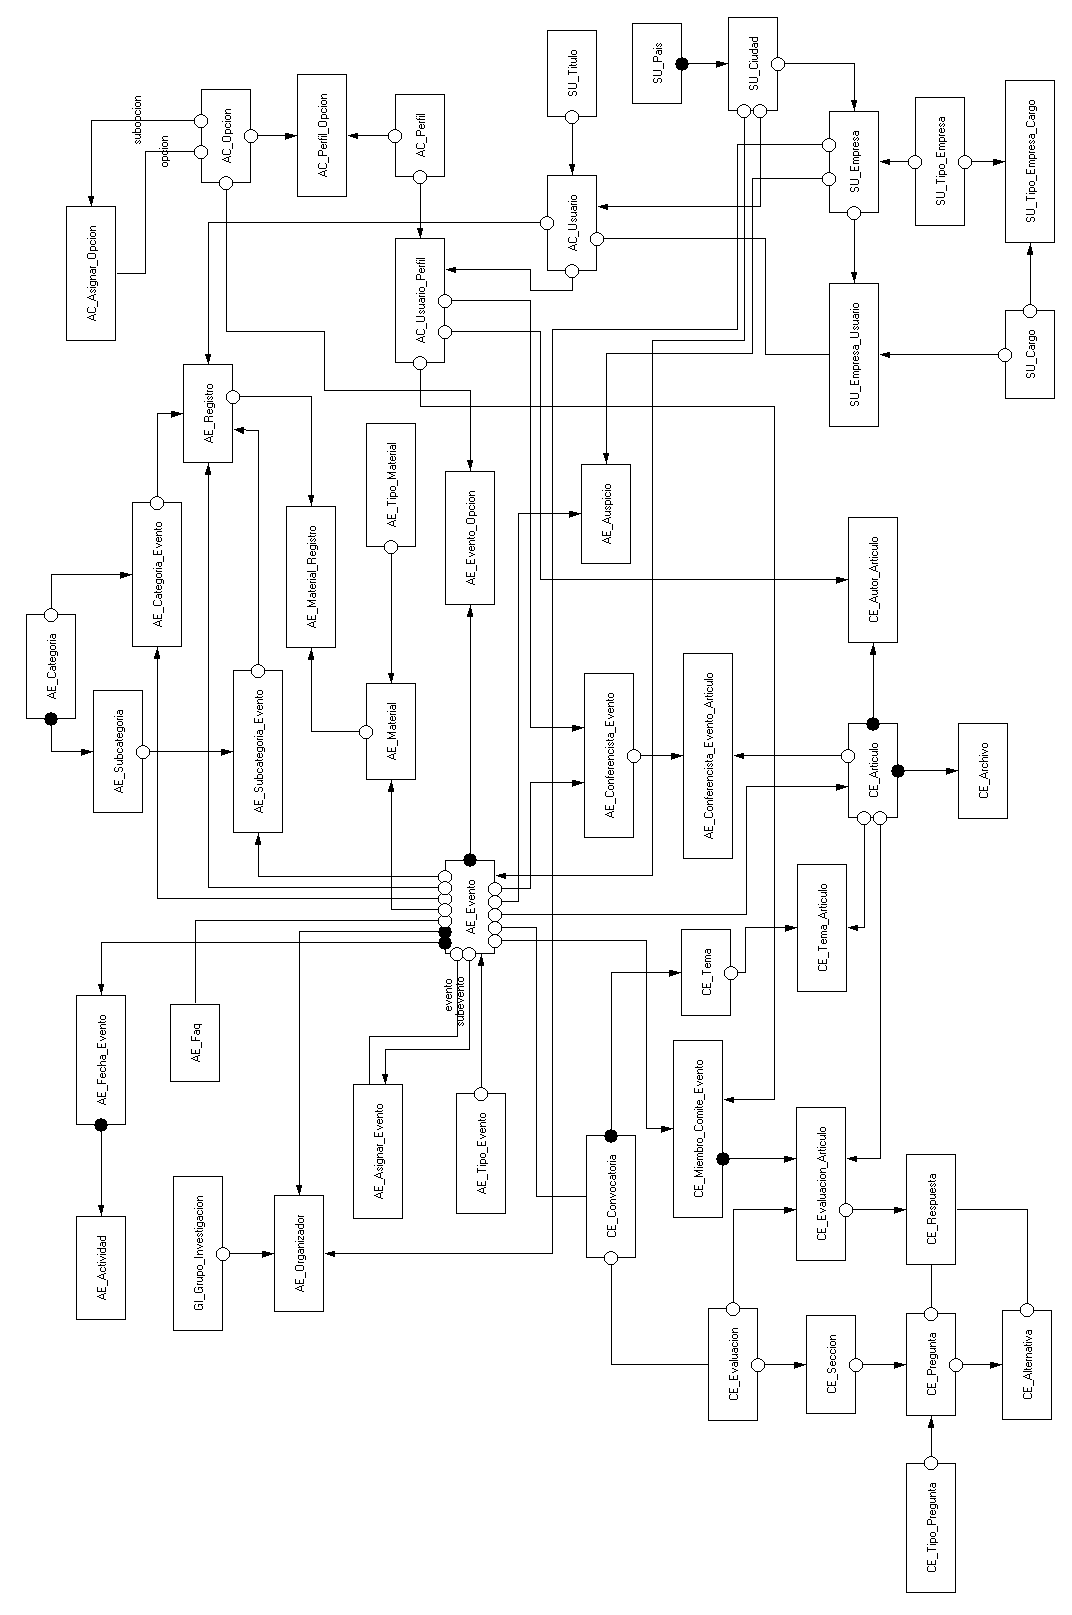 SU_Pais
SU_Ciudad
SU_Titulo
AC_Opcion
AC_Perfil_Opcion
AC_Perfil
subopcion
opcion
SU_Empresa
SU_Tipo_Empresa
SU_Tipo_Empresa_Cargo
AC_Asignar_Opcion
AC_Usuario
AC_Usuario_Perfil
SU_Empresa_Usuario
SU_Cargo
AE_Registro
AE_Tipo_Material
AE_Evento_Opcion
AE_Auspicio
AE_Categoria_Evento
AE_Material_Registro
CE_Autor_Articulo
AE_Categoria
AE_Subcategoria
AE_Subcategoria_Evento
AE_Material
AE_Conferencista_Evento
AE_Conferencista_Evento_Articulo
CE_Articulo
CE_Archivo
AE_Evento
CE_Tema
CE_Tema_Articulo
evento
subevento
AE_Fecha_Evento
AE_Faq
AE_Asignar_Evento
AE_Tipo_Evento
CE_Convocatoria
CE_Miembro_Comite_Evento
CE_Evaluacion_Articulo
CE_Respuesta
AE_Actividad
GI_Grupo_Investigacion
AE_Organizador
CE_Evaluacion
CE_Seccion
CE_Pregunta
CE_Alternativa
CE_Tipo_Pregunta